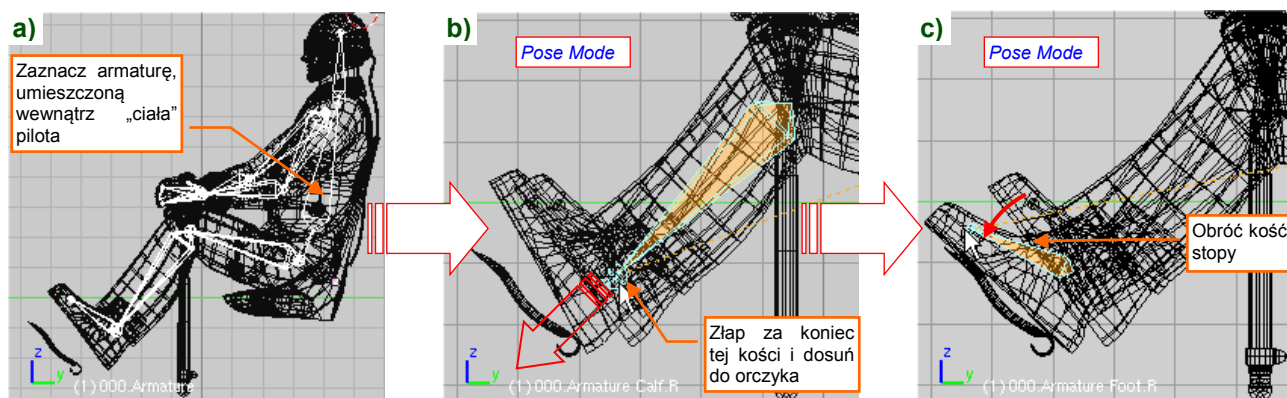 a)
Zaznacz armaturę,
umieszczoną
wewnątrz „ciała”
pilota
z
y
(1) 000.Armature
b)
Pose Mode
Złap za koniec
tej kości i dosuń
do orczyka
z
y
(1) 000.Armature Calf.R
c)
Pose Mode
Obróć kość
stopy
z
y
(1) 000.Armature Foot.R